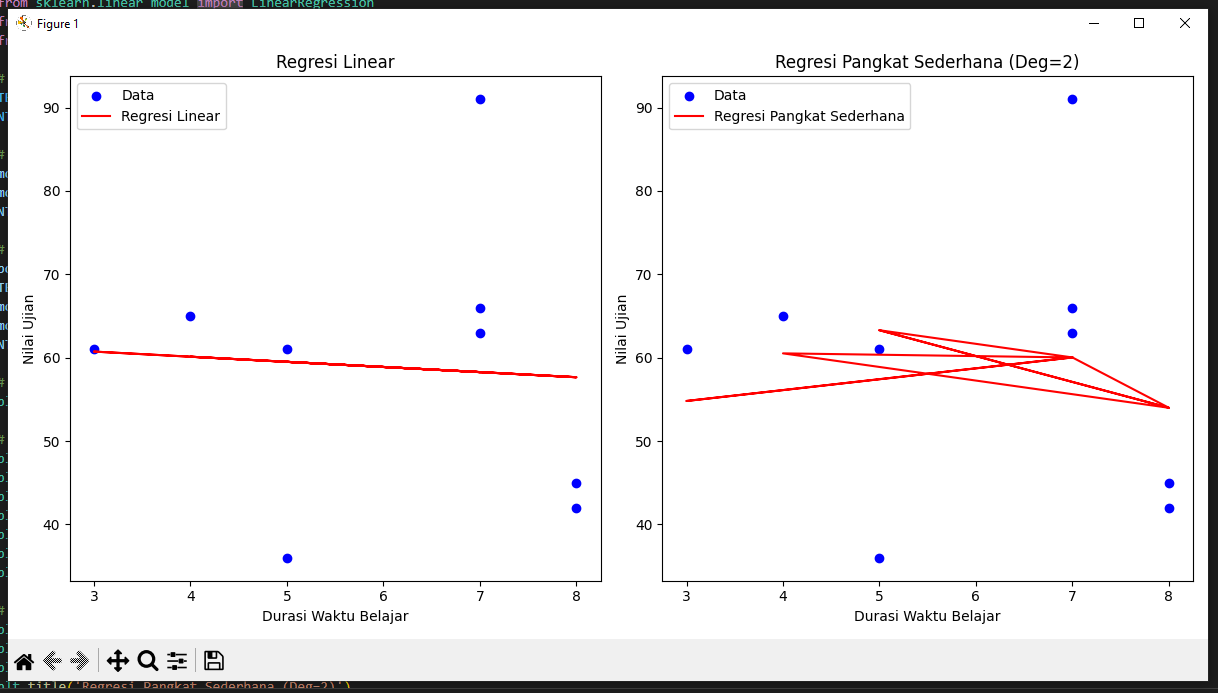 from sklearn.linear_model import LinearRegression
Figure 1
Regresi Linear
Data
Regresi Linear
90
80
70
60
50
40
Nilai Ujian
3 4 5 6 7 8
Durasi Waktu Belajar
Regresi Pangkat Sederhana (Deg=2)
Data
Regresi Pangkat Sederhana
90
80
70
60
50
40
Nilai Ujian
3 4 5 6 7 8
Durasi Waktu Belajar
plt.title('Regresi Pangkat Sederhana (Deg=2)')